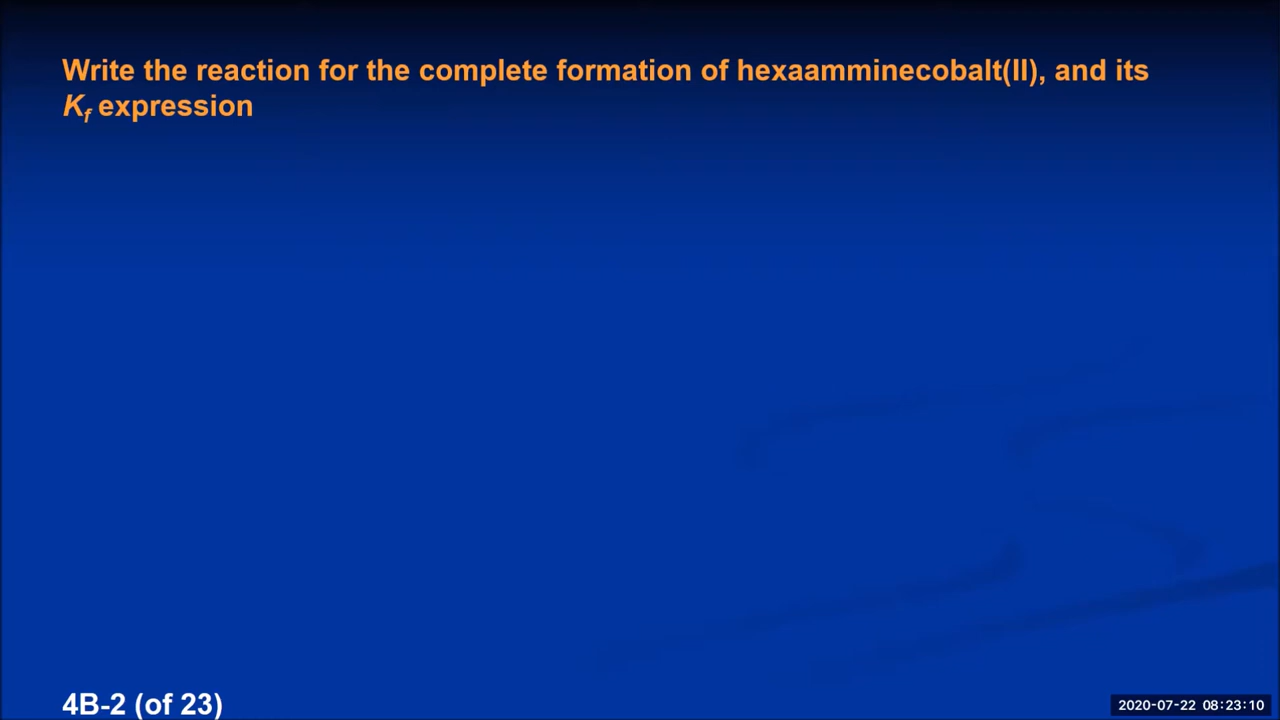 Write the reaction for the complete formation of hexaamminecobalt(II), and its
Kf expression
4B-2 (of 23)
2020-07-22 08:23:10